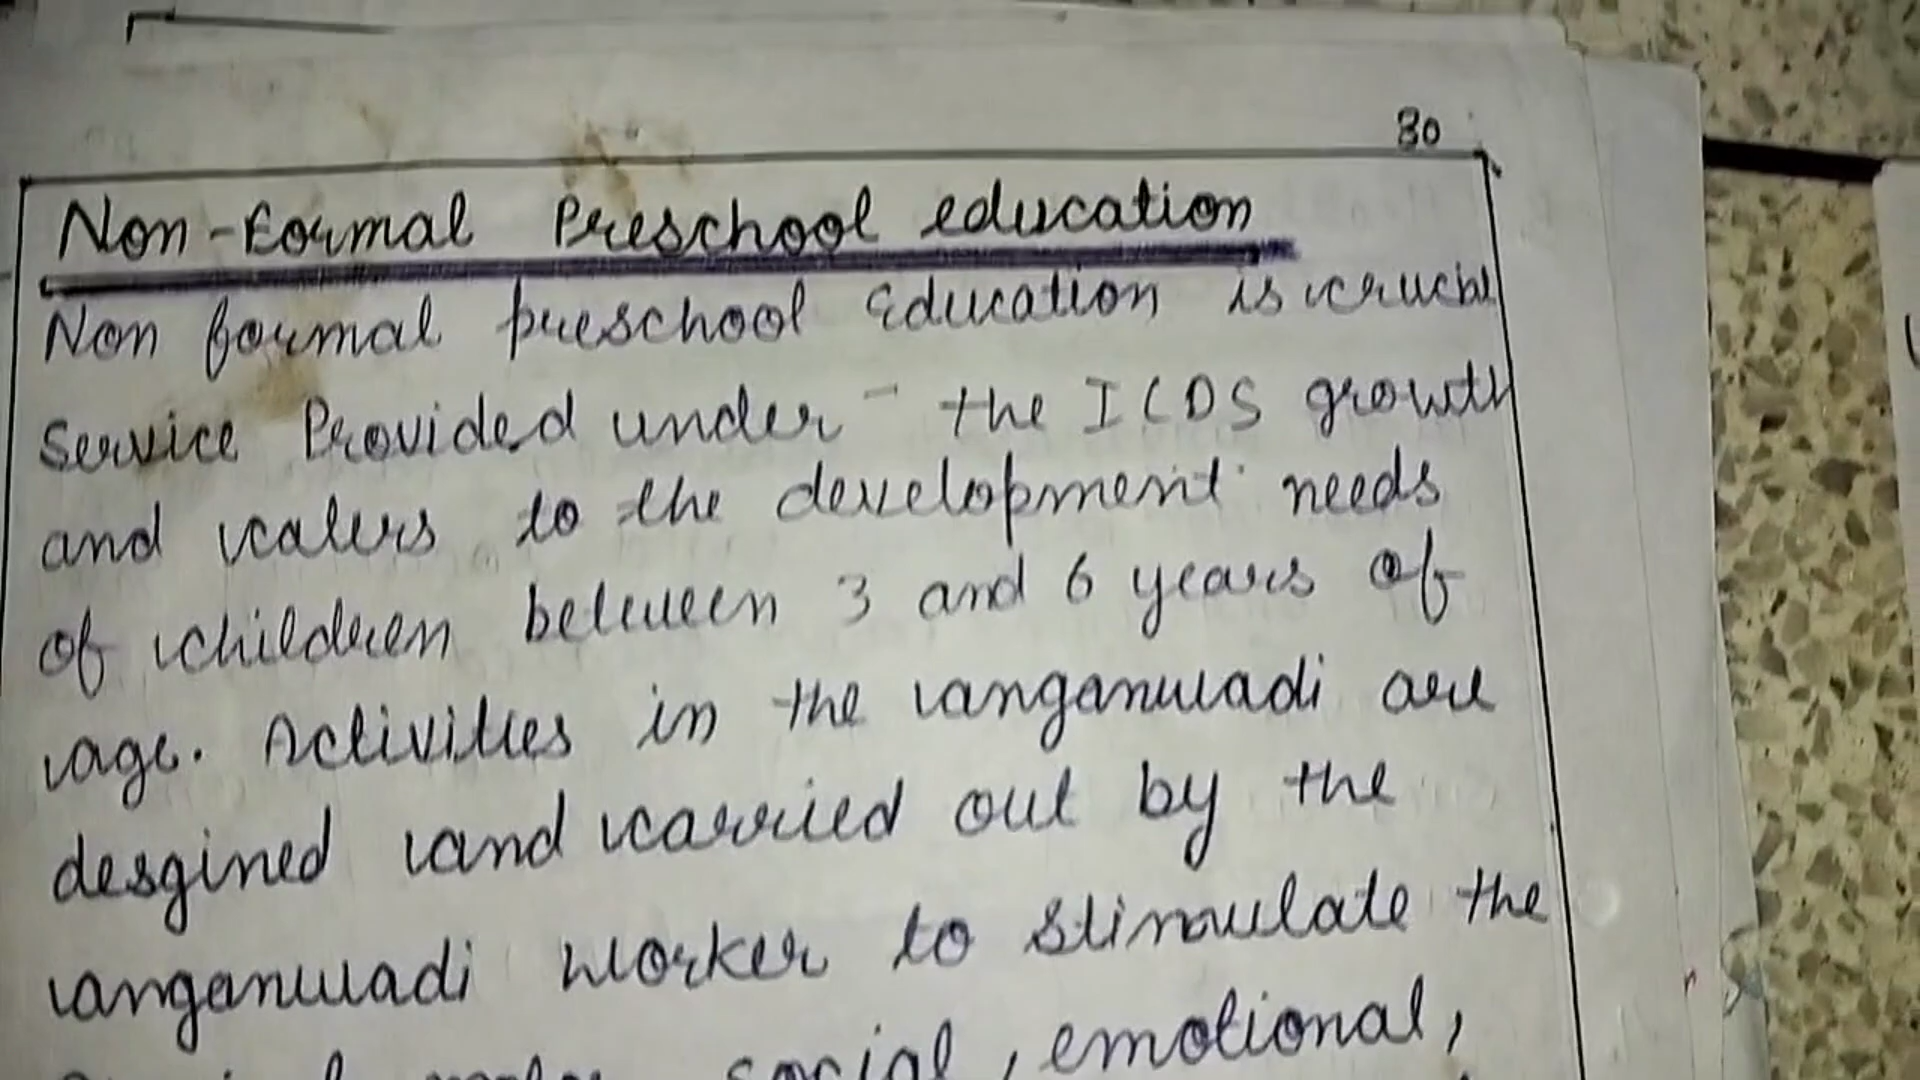 30
Non-Formal Preschool education
Non formal preschool Education is crucial
Service Provided under - the ICDS growth
and caters to the development needs
of children between 3 and 6 years of
age. Activities in the anganwadi are
desgined and carried out by the
anganwadi worker to stimulate the
social, emotional,